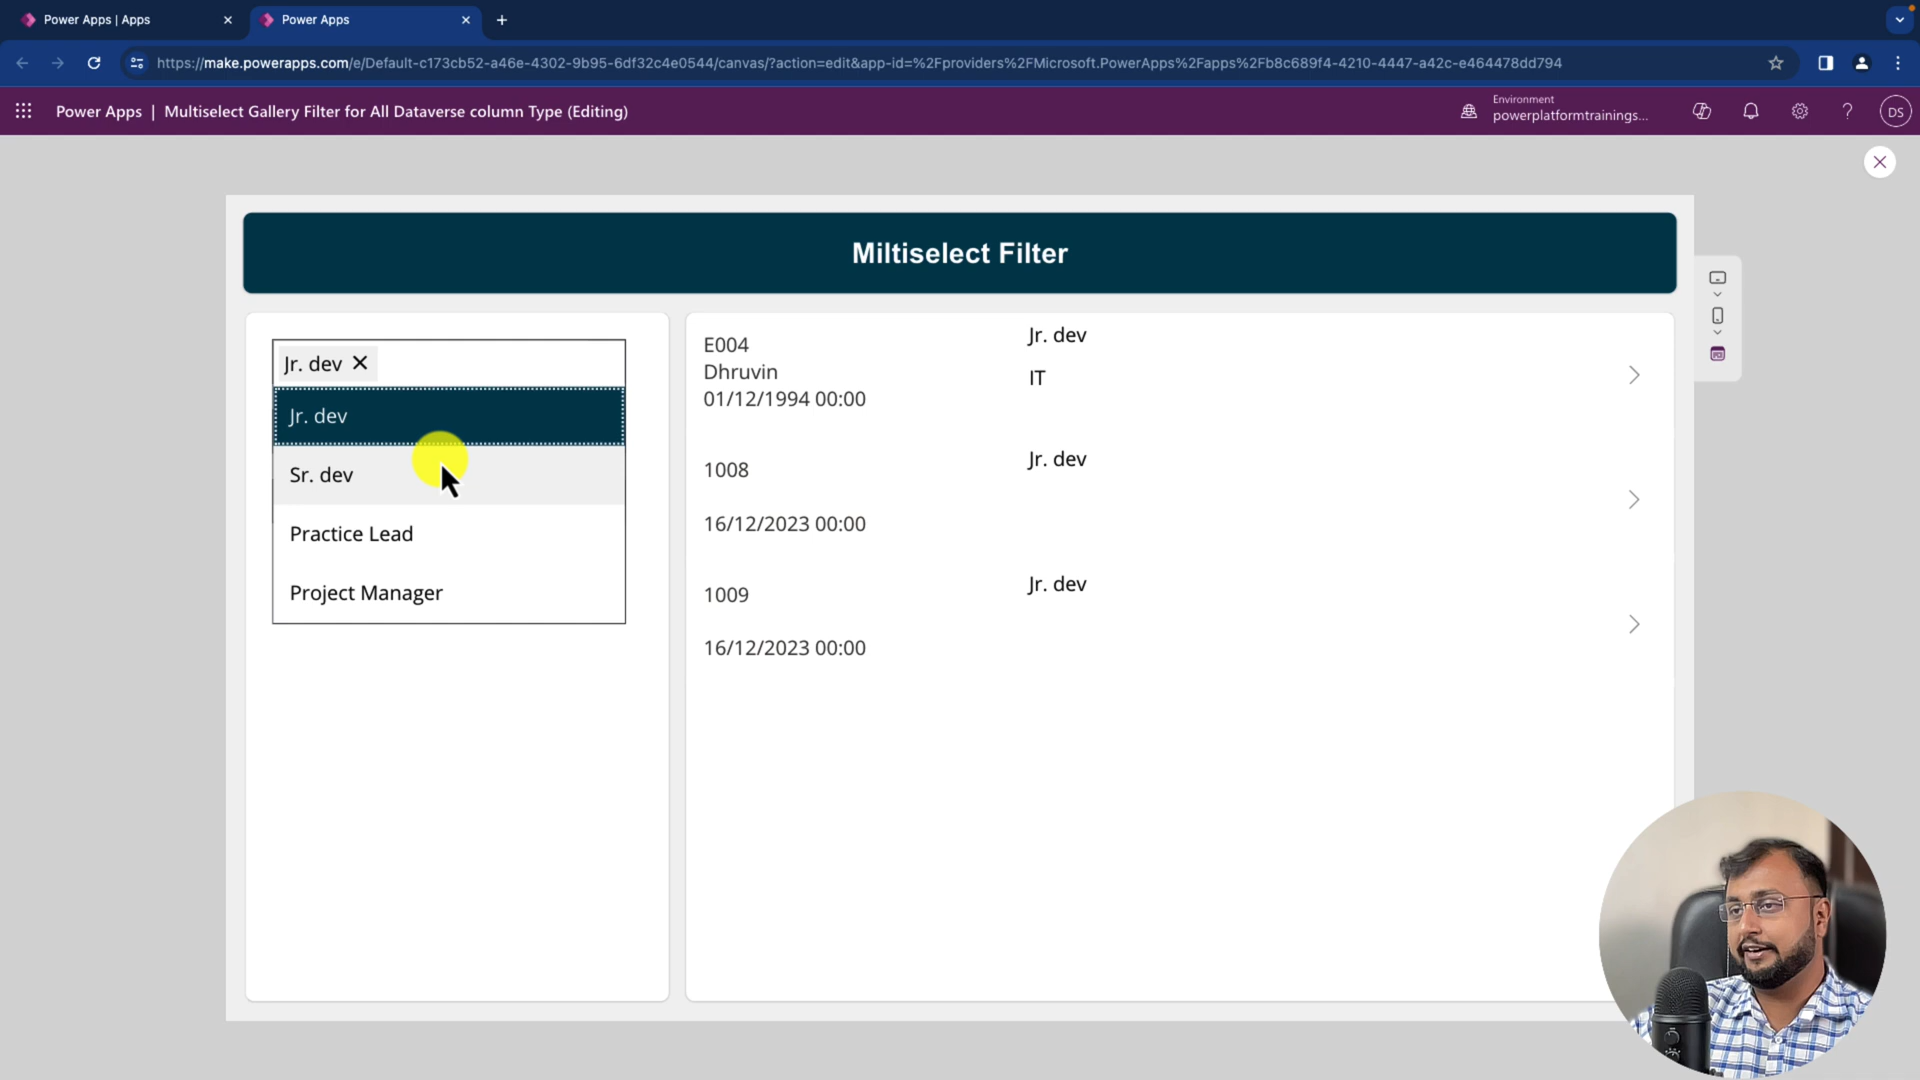 Power Apps | Apps
Power Apps
https://make.powerapps.com/e/Default-c173cb52-a46e-4302-9b95-6df32c4e0544/canvas/?action=edit&app-id=%2Fproviders%2FMicrosoft.PowerApps%2Fapps%2Fb8c689f4-4210-4447-a42c-e464478dd794
Power Apps | Multiselect Gallery Filter for All Dataverse column Type (Editing)
Environment
powerplatformtrainings...
DS
Miltiselect Filter
Jr. dev
Jr. dev
Sr. dev
Practice Lead
Project Manager
E004
Jr. dev
Dhruvin
IT
01/12/1994 00:00
1008
Jr. dev
16/12/2023 00:00
1009
Jr. dev
16/12/2023 00:00